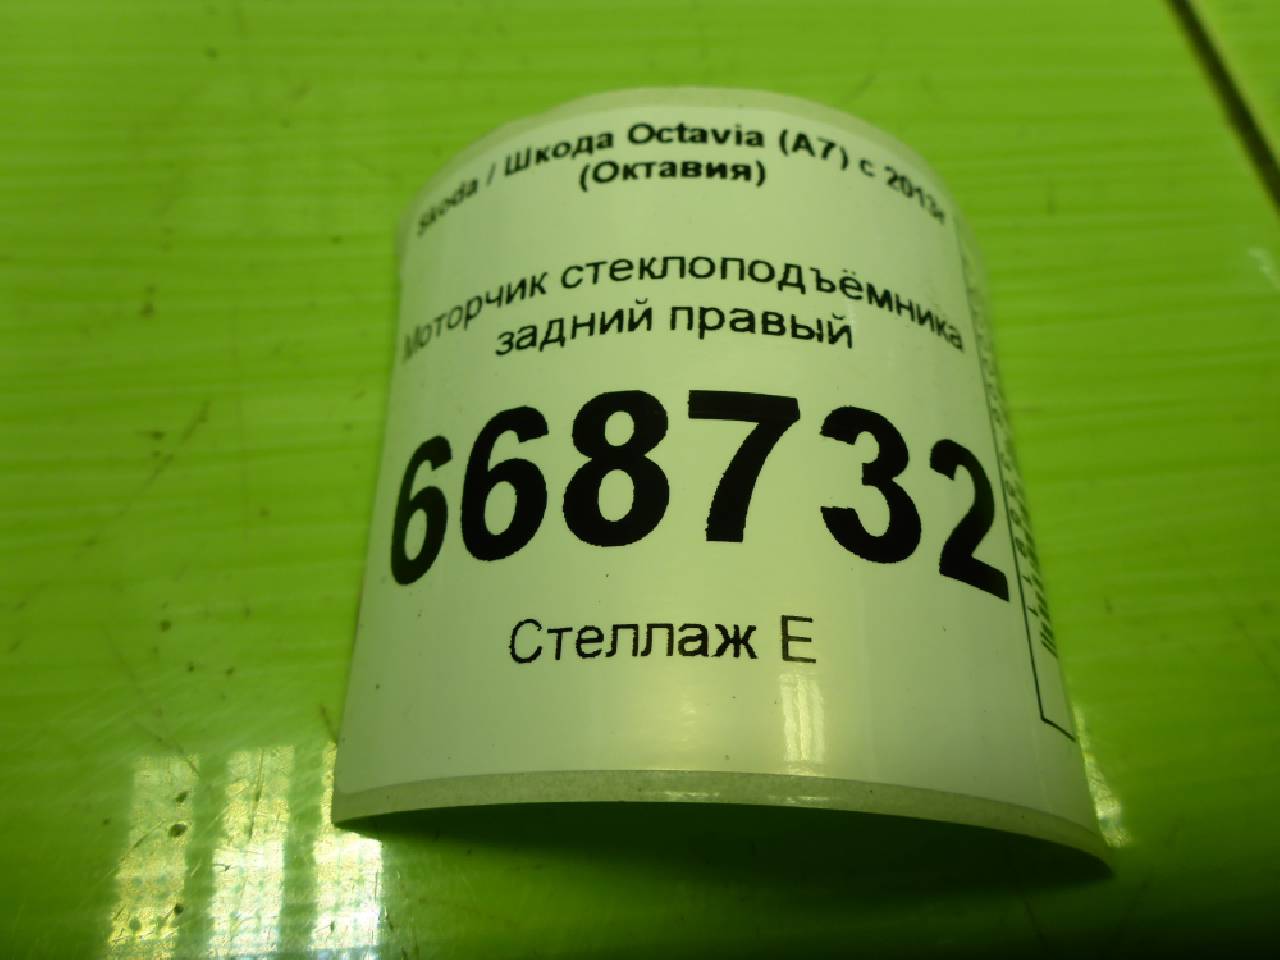 Skoda / Шкода Octavia (A7) с 2013г
(Октавия)
Моторчик стеклоподъёмника
задний правый
668732
Стеллаж Е